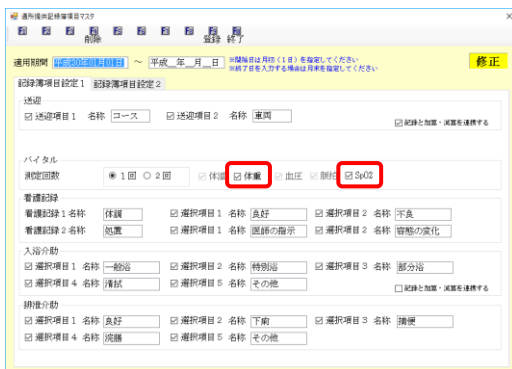 通所提供記録簿項目マスタ
削除 登録 終了
適用期間 平成30年01月01日 ～ 平成__年__月__日 ※開始日は月初（1日）を指定してください 修正
※終了日を入力する場合は月末を指定してください
記録簿項目設定1 記録簿項目設定2
送迎
送迎項目1 名称 コース 送迎項目2 名称 車両 記録と加算・減算を連携する
バイタル
測定回数 1回 2回 体温 体重 血圧 脈拍 SpO2
看護記録
看護記録1名称 体調 選択項目1 名称 良好 選択項目2 名称 不良
看護記録2名称 処置 選択項目1 名称 医師の指示 選択項目2 名称 容態の変化
入浴介助
選択項目1 名称 一般浴 選択項目2 名称 特別浴 選択項目3 名称 部分浴
選択項目4 名称 清拭 選択項目5 名称 その他 記録と加算・減算を連携する
排泄介助
選択項目1 名称 良好 選択項目2 名称 下痢 選択項目3 名称 摘便
選択項目4 名称 浣腸 選択項目5 名称 その他